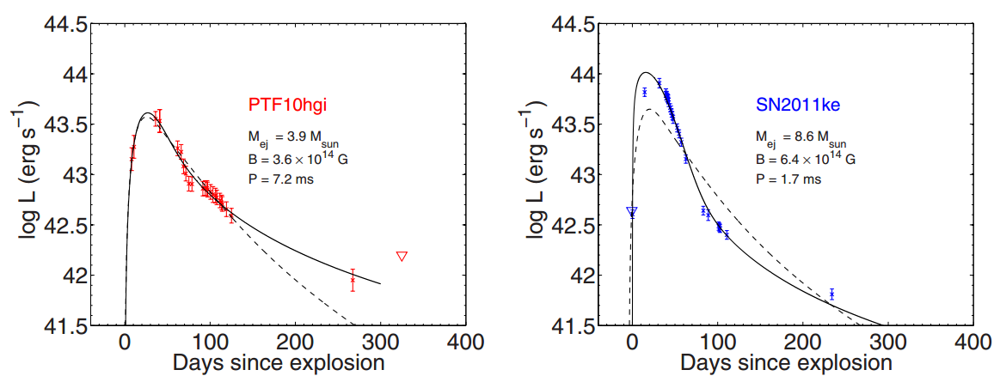 44.5
44
43.5
43
42.5
42
41.5
log L (erg s⁻¹)
PTF10hgi
M_ej = 3.9 M_sun
B = 3.6 × 10¹⁴ G
P = 7.2 ms
0 100 200 300 400
Days since explosion
44.5
44
43.5
43
42.5
42
41.5
log L (erg s⁻¹)
SN2011ke
M_ej = 8.6 M_sun
B = 6.4 × 10¹⁴ G
P = 1.7 ms
0 100 200 300 400
Days since explosion